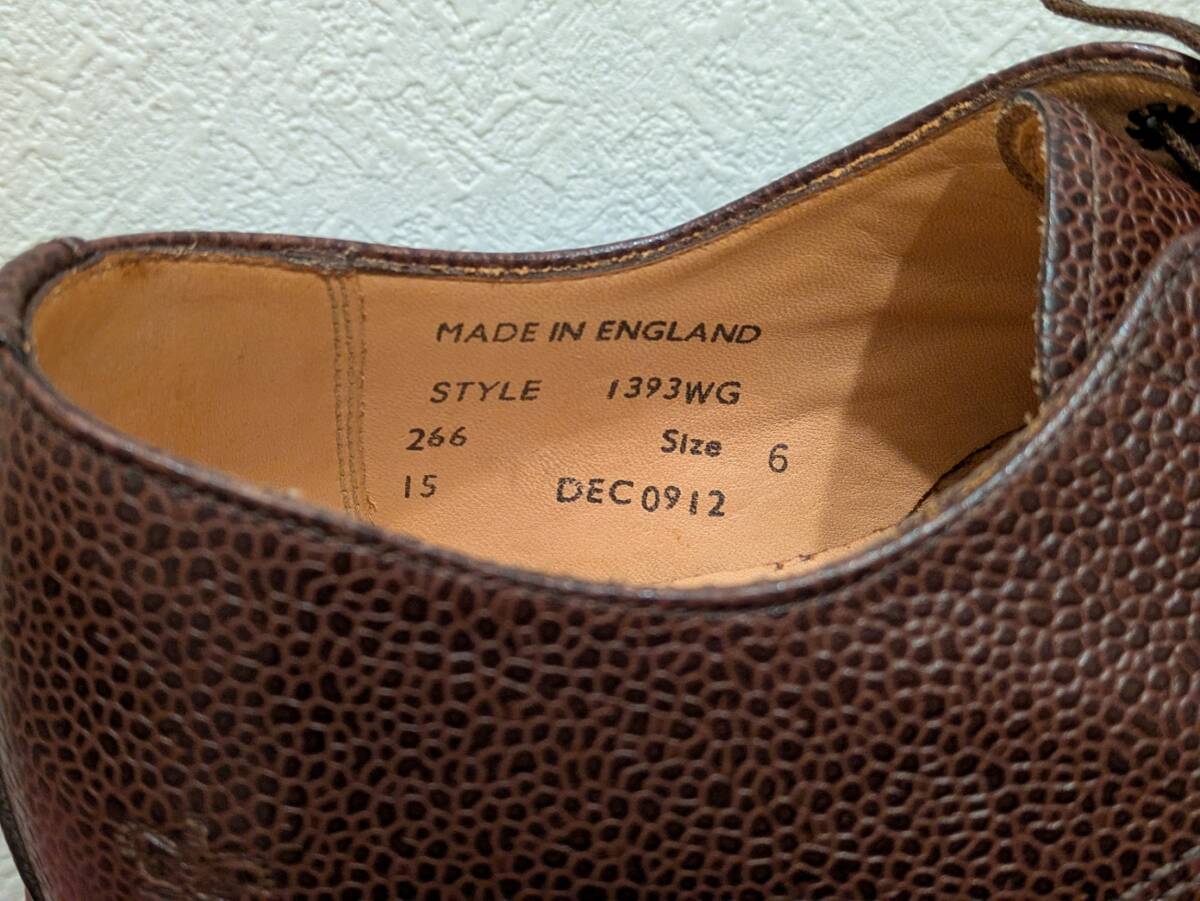 MADE IN ENGLAND
STYLE 1393WG
266 Size 6
15 DEC 0912